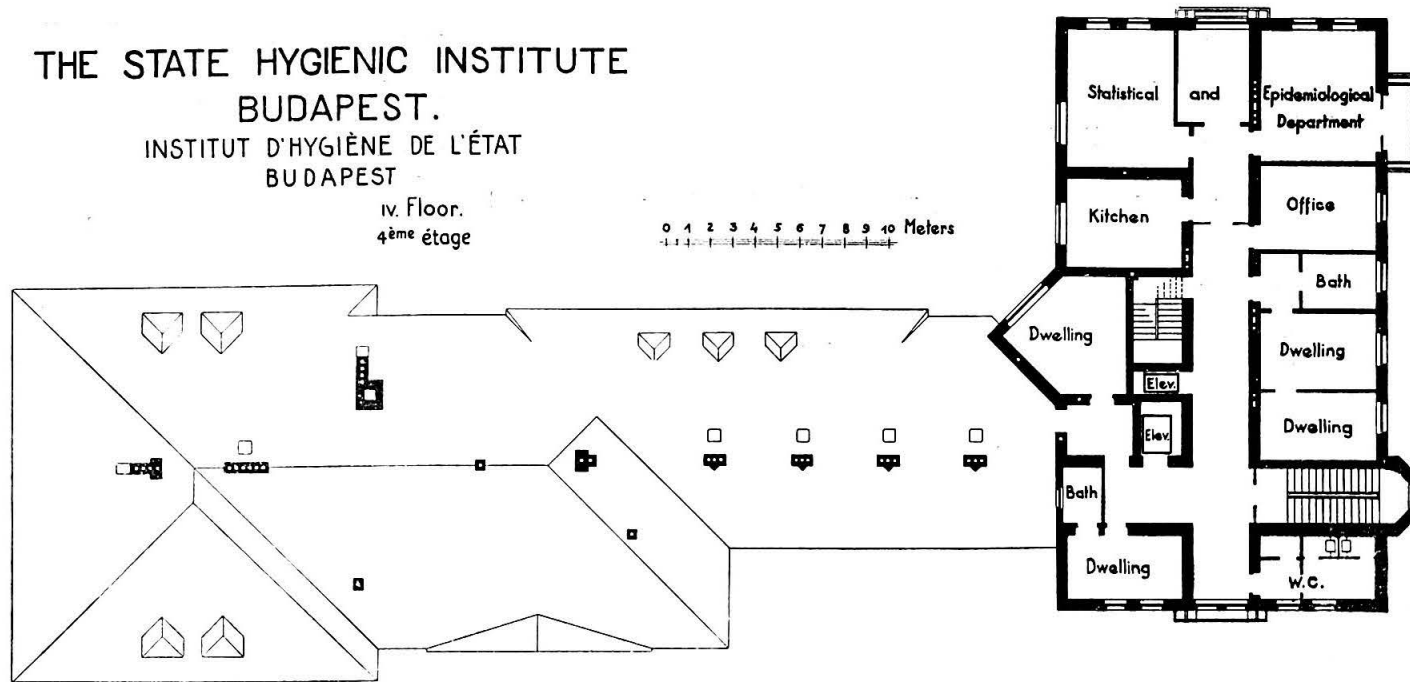 THE STATE HYGIENIC INSTITUTE
BUDAPEST.
INSTITUT D'HYGIÈNE DE L'ÉTAT
BUDAPEST
IV. Floor.
4ème étage
0 1 2 3 4 5 6 7 8 9 10 Meters
Statistical and Epidemiological
Department
Kitchen
Office
Bath
Dwelling
Dwelling
Elev.
Elev.
Dwelling
Bath
Dwelling
W.C.